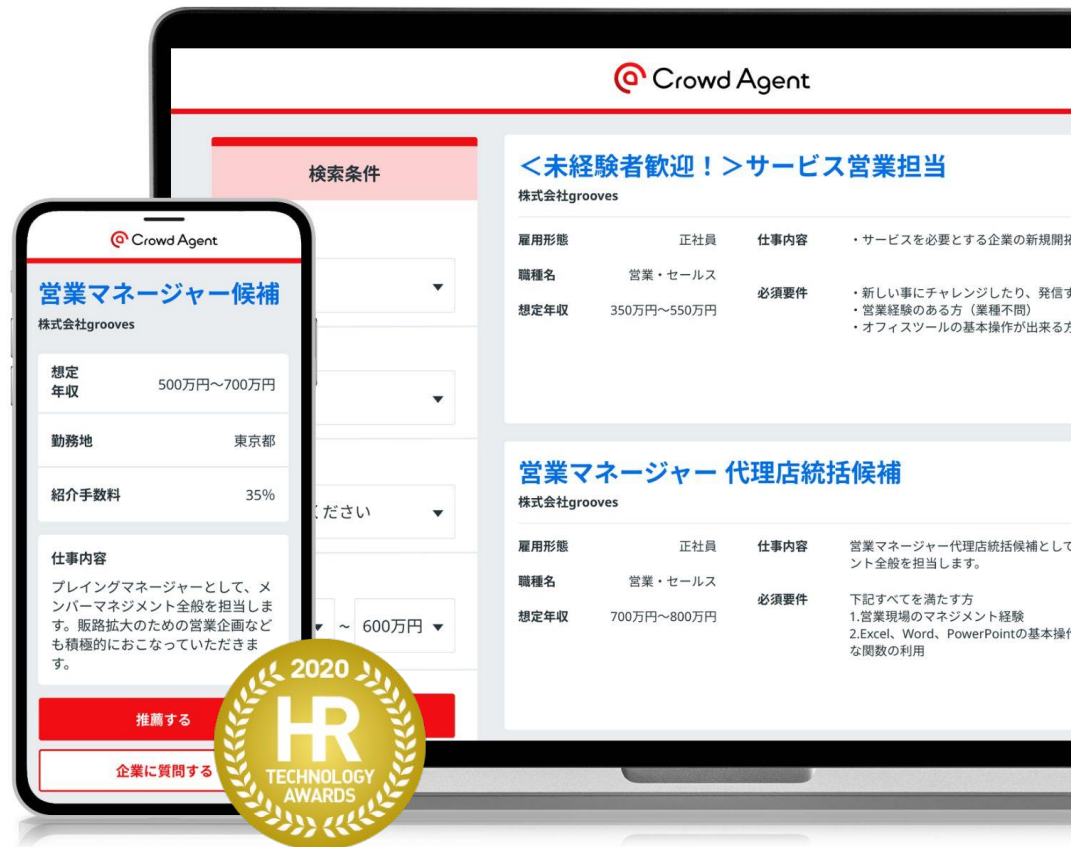 Crowd Agent
検索条件
ください
~ 600万円
<未経験者歓迎！>サービス営業担当
株式会社grooves
雇用形態 正社員
職種名 営業・セールス
想定年収 350万円～550万円
仕事内容 ・サービスを必要とする企業の新規開拓
必須要件 ・新しい事にチャレンジしたり、発信す
・営業経験のある方（業種不問）
・オフィスツールの基本操作が出来る方
営業マネージャー 代理店統括候補
株式会社grooves
雇用形態 正社員
職種名 営業・セールス
想定年収 700万円～800万円
仕事内容 営業マネージャー代理店統括候補として
ント全般を担当します。
必須要件 下記すべてを満たす方
1.営業現場のマネジメント経験
2.Excel、Word、PowerPointの基本操作
な関数の利用
Crowd Agent
営業マネージャー候補
株式会社grooves
想定
年収 500万円～700万円
勤務地 東京都
紹介手数料 35%
仕事内容
プレイングマネージャーとして、メ
ンバーマネジメント全般を担当しま
す。販路拡大のための営業企画など
も積極的におこなっていただきま
す。
推薦する
企業に質問する
2020
HR
TECHNOLOGY
AWARDS